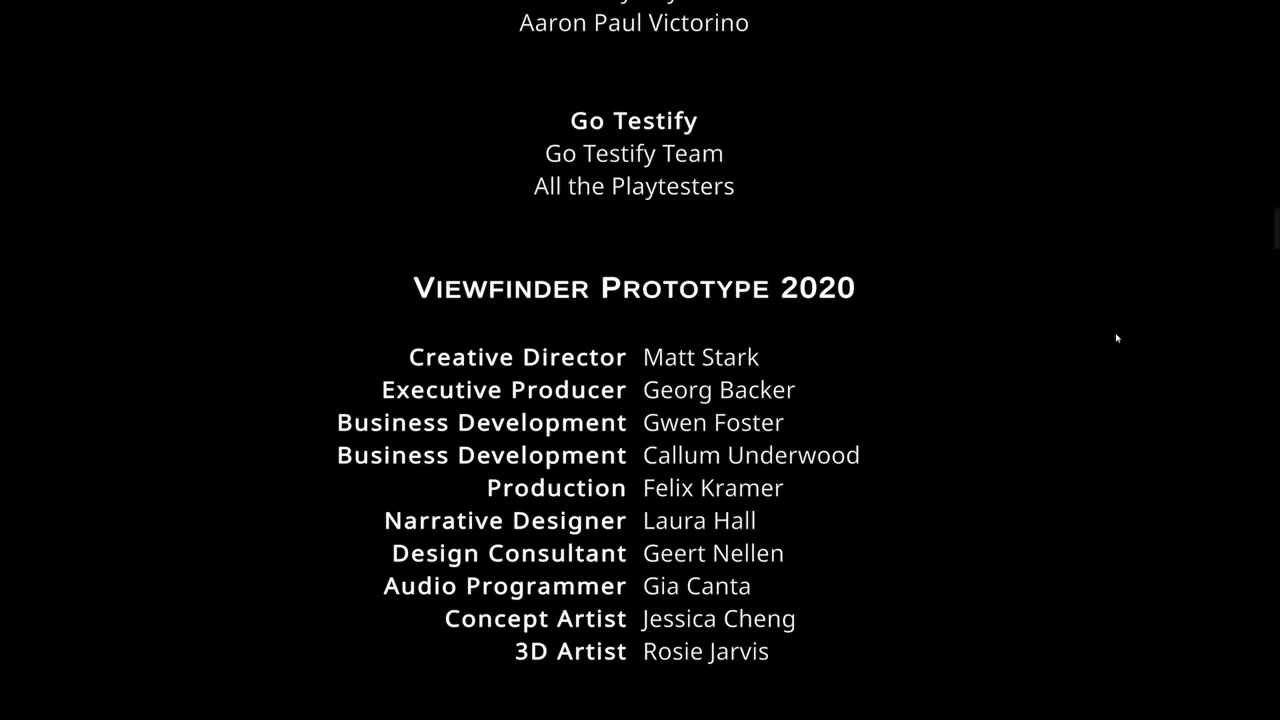 Aaron Paul Victorino
Go Testify
Go Testify Team
All the Playtesters
VIEWFINDER PROTOTYPE 2020
Creative Director Matt Stark
Executive Producer Georg Backer
Business Development Gwen Foster
Business Development Callum Underwood
Production Felix Kramer
Narrative Designer Laura Hall
Design Consultant Geert Nellen
Audio Programmer Gia Canta
Concept Artist Jessica Cheng
3D Artist Rosie Jarvis